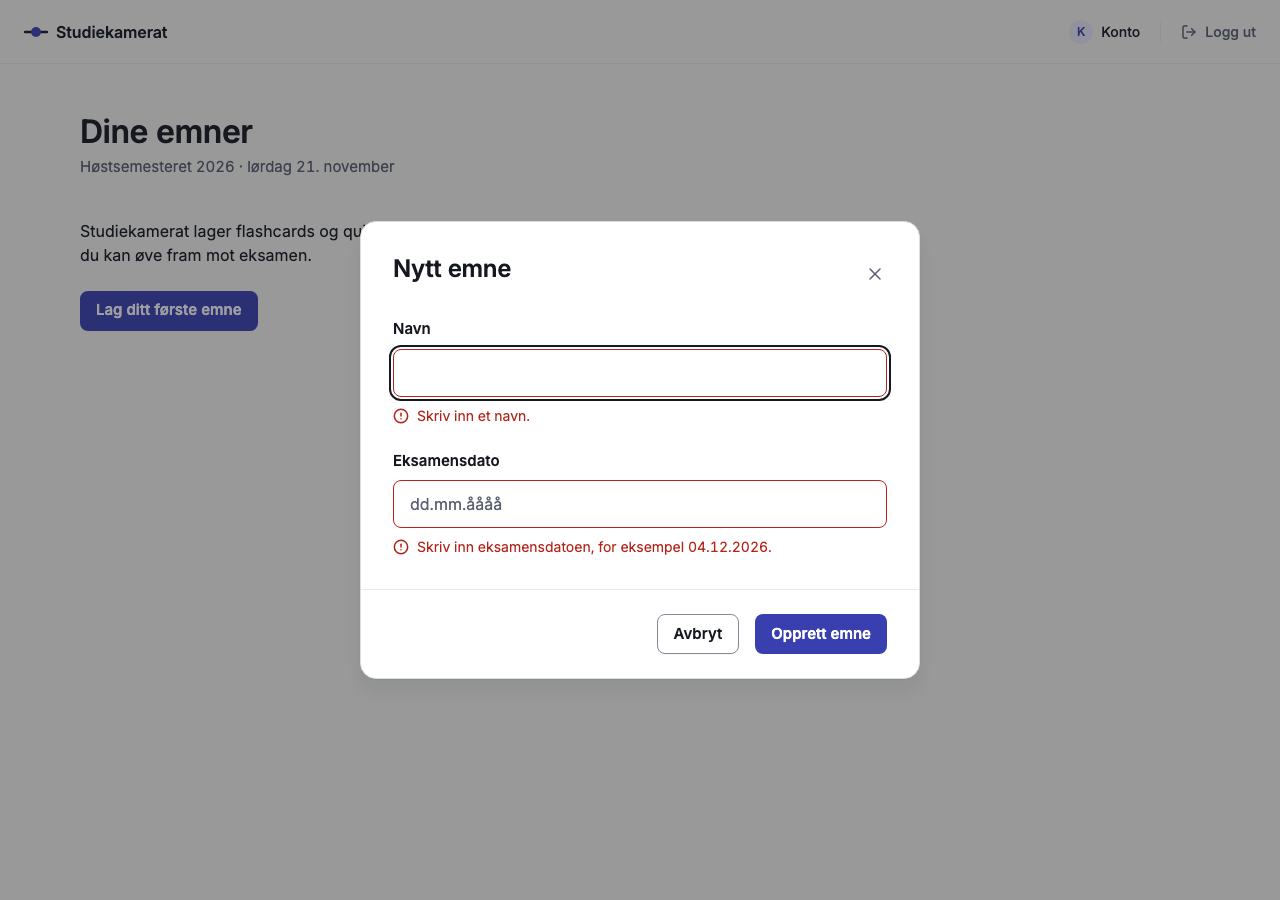 Studiekamerat
K Konto
Logg ut
Dine emner
Høstsemesteret 2026 · lørdag 21. november
Studiekamerat lager flashcards og
du kan øve fram mot eksamen.
Lag ditt første emne
Nytt emne
Navn
Skriv inn et navn.
Eksamensdato
dd.mm.åååå
Skriv inn eksamensdatoen, for eksempel 04.12.2026.
Avbryt
Opprett emne